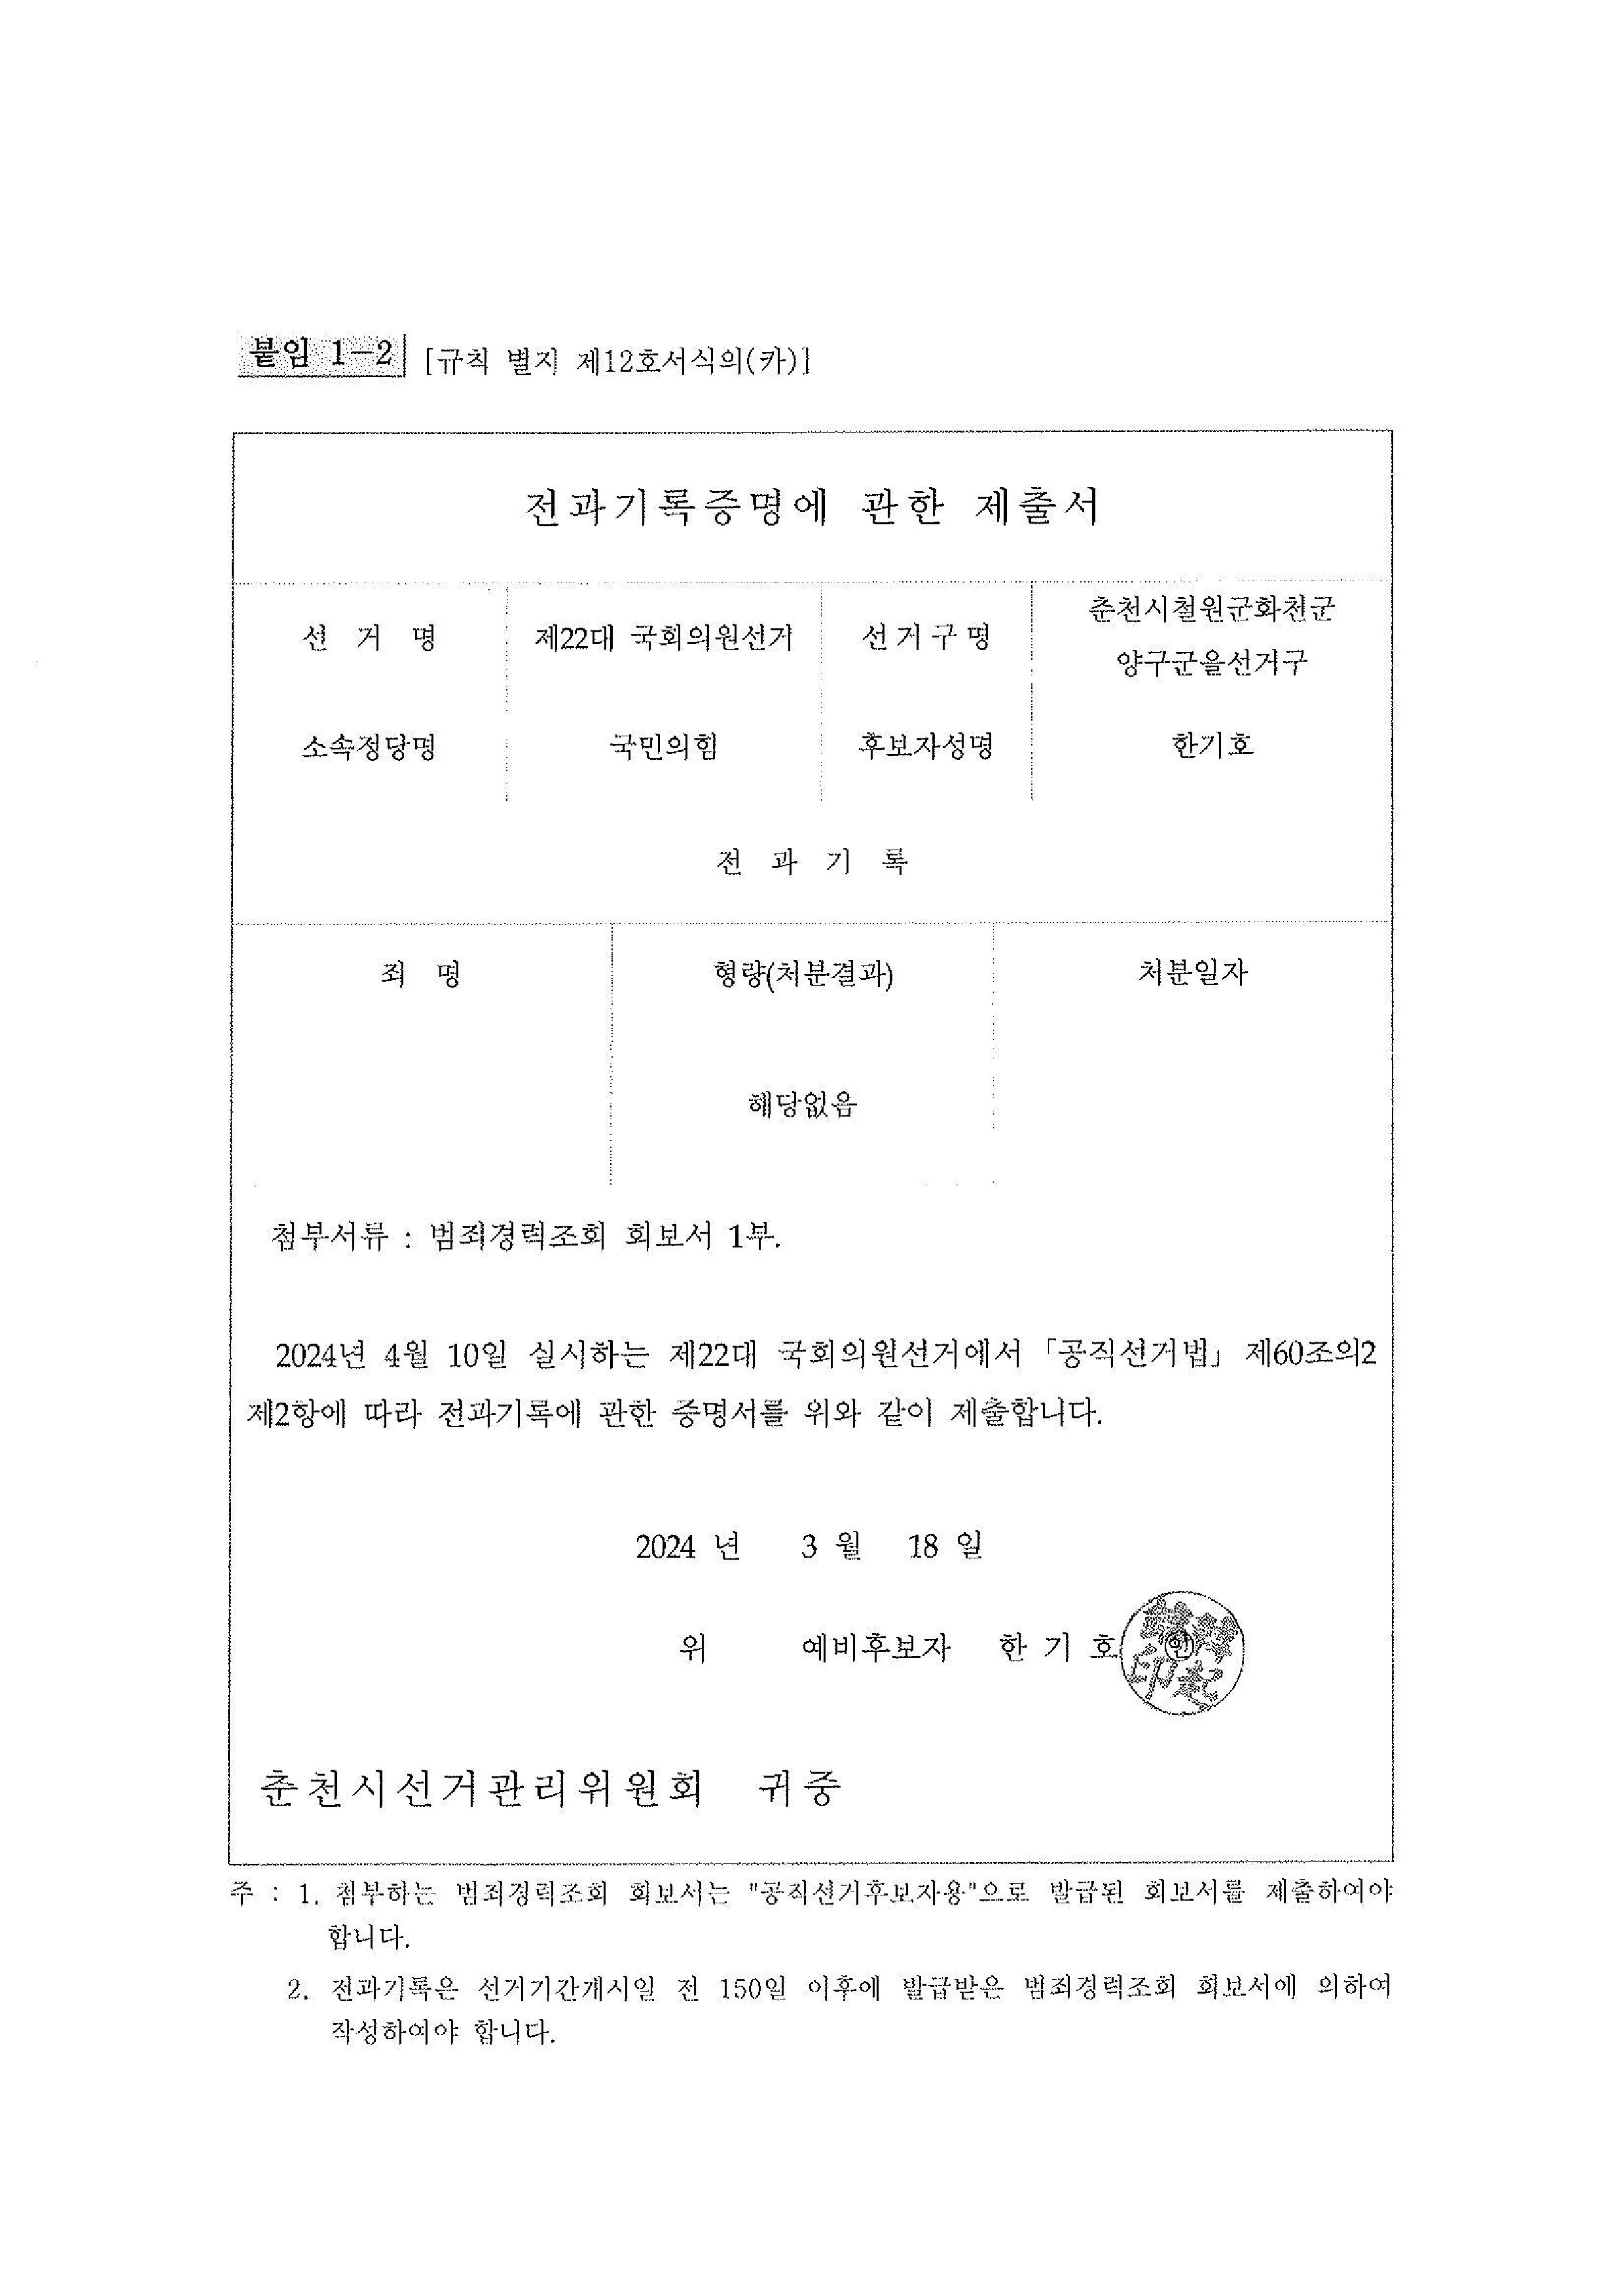 붙임 1-2 [규칙 별지 제12호서식의(카)]
전과기록증명에 관한 제출서
선 거 명 제22대 국회의원선거 선거구명 춘천시철원군화천군
양구군을선거구
소속정당명 국민의힘 후보자성명 한기호
전 과 기 록
죄 명 형량(처분결과) 처분일자
해당없음
첨부서류 : 범죄경력조회 회보서 1부.
2024년 4월 10일 실시하는 제22대 국회의원선거에서 「공직선거법」 제60조의2
제2항에 따라 전과기록에 관한 증명서를 위와 같이 제출합니다.
2024 년 3 월 18 일
위 예비후보자 한 기 호 인
韓 起 印
춘천시선거관리위원회 귀중
주 : 1. 첨부하는 범죄경력조회 회보서는 "공직선거후보자용"으로 발급된 회보서를 제출하여야
합니다.
2. 전과기록은 선거기간개시일 전 150일 이후에 발급받은 범죄경력조회 회보서에 의하여
작성하여야 합니다.